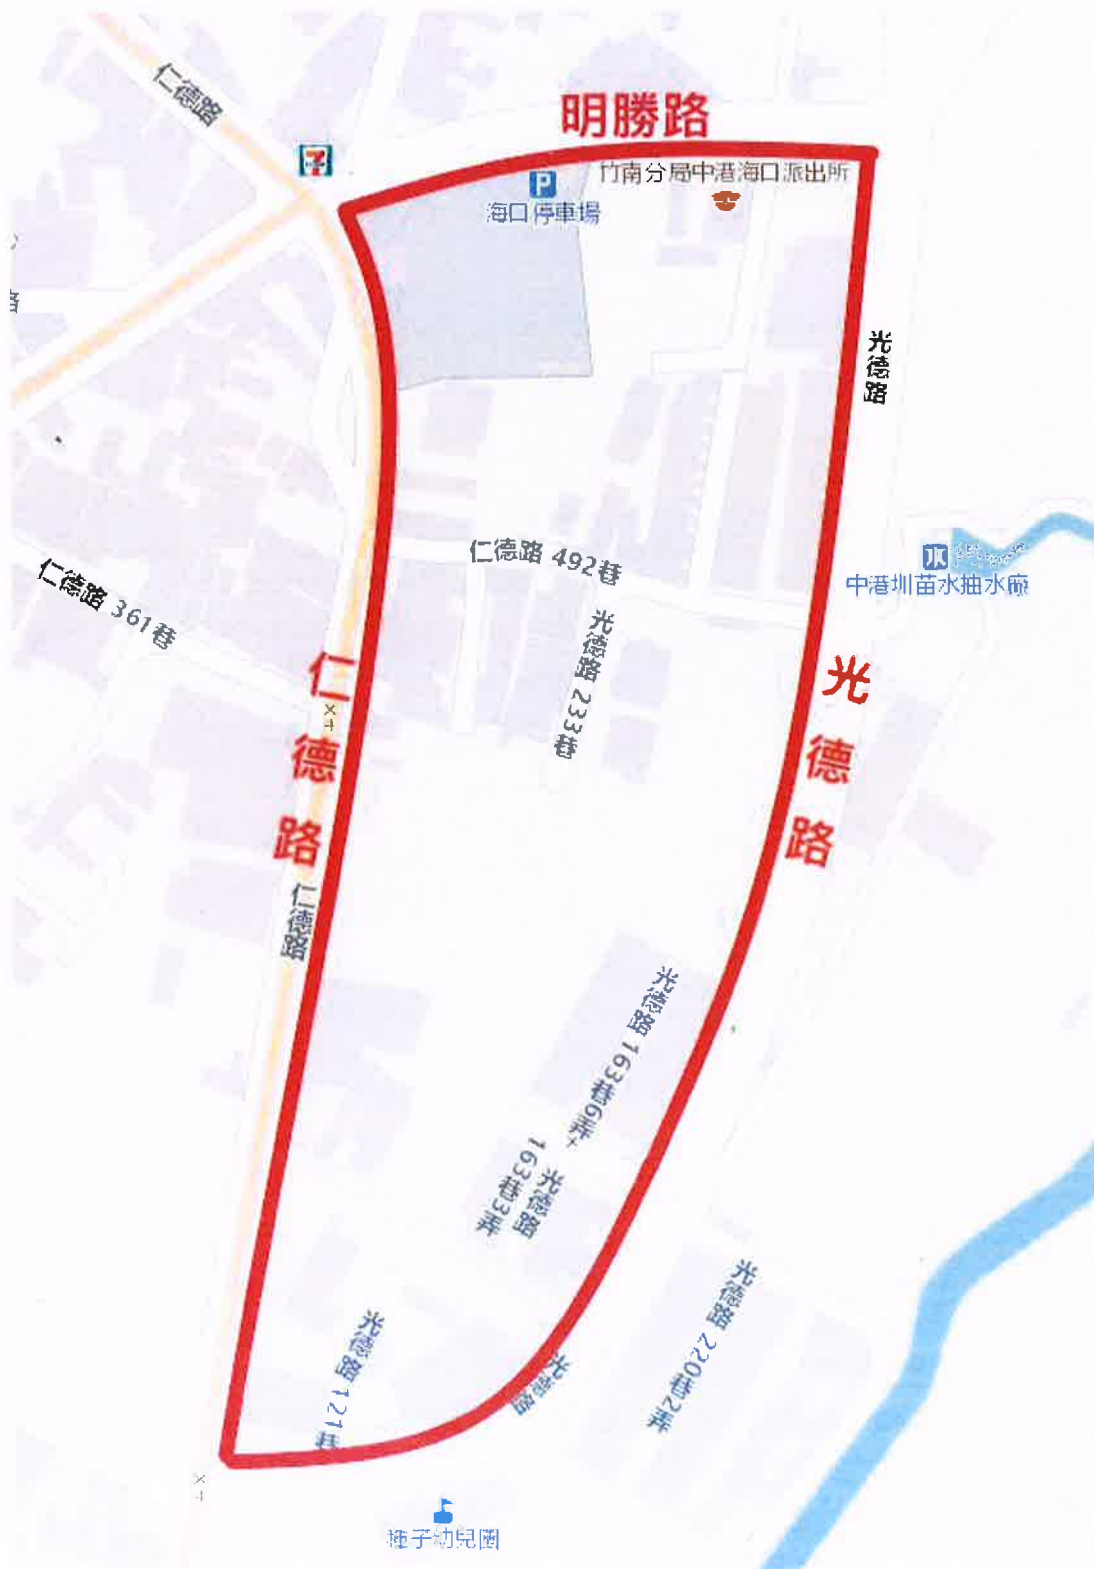 仁德路
明勝路
7
P
海口停車場
竹南分局中港海口派出所
光德路
仁德路 492巷
水
中港圳苗水抽水廠
仁德路 361巷
光德路 233巷
仁德路
光德路
仁德路
光德路 163巷6弄
光德路
163巷3弄
光德路 220巷2弄
光德路 121巷
光德路
種子幼兒園